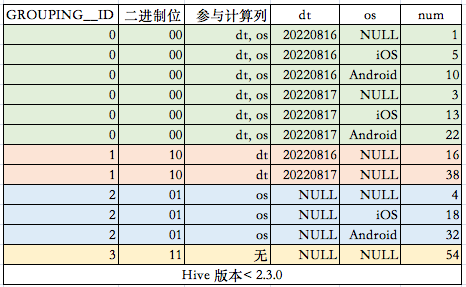 GROUPING__ID 二进制位 参与计算列 dt os num
0 00 dt, os 20220816 NULL 1
0 00 dt, os 20220816 iOS 5
0 00 dt, os 20220816 Android 10
0 00 dt, os 20220817 NULL 3
0 00 dt, os 20220817 iOS 13
0 00 dt, os 20220817 Android 22
1 10 dt 20220816 NULL 16
1 10 dt 20220817 NULL 38
2 01 os NULL NULL 4
2 01 os NULL iOS 18
2 01 os NULL Android 32
3 11 无 NULL NULL 54
Hive 版本< 2.3.0